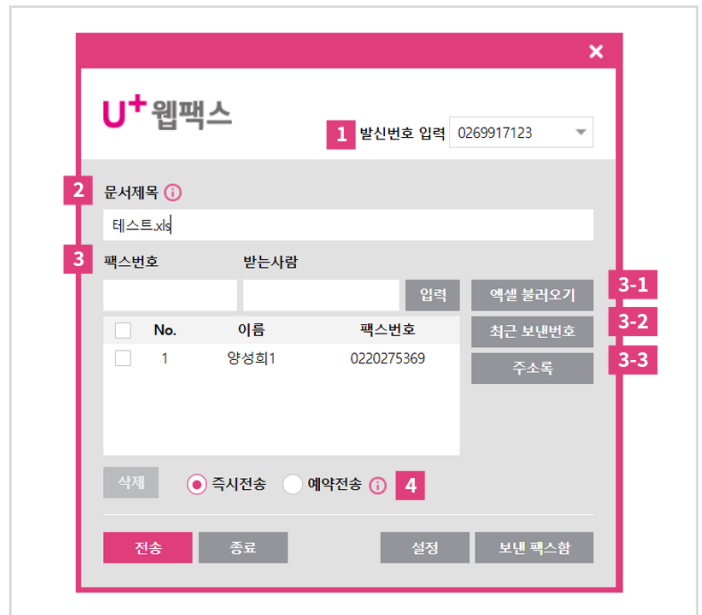 U+웹팩스
1 발신번호 입력 0269917123
2 문서제목
테스트.xls
3 팩스번호 받는사람
입력 엑셀 불러오기 3-1
No. 이름 팩스번호 최근 보낸번호 3-2
1 양성희1 0220275369 주소록 3-3
삭제 즉시전송 예약전송 4
전송 종료 설정 보낸 팩스함